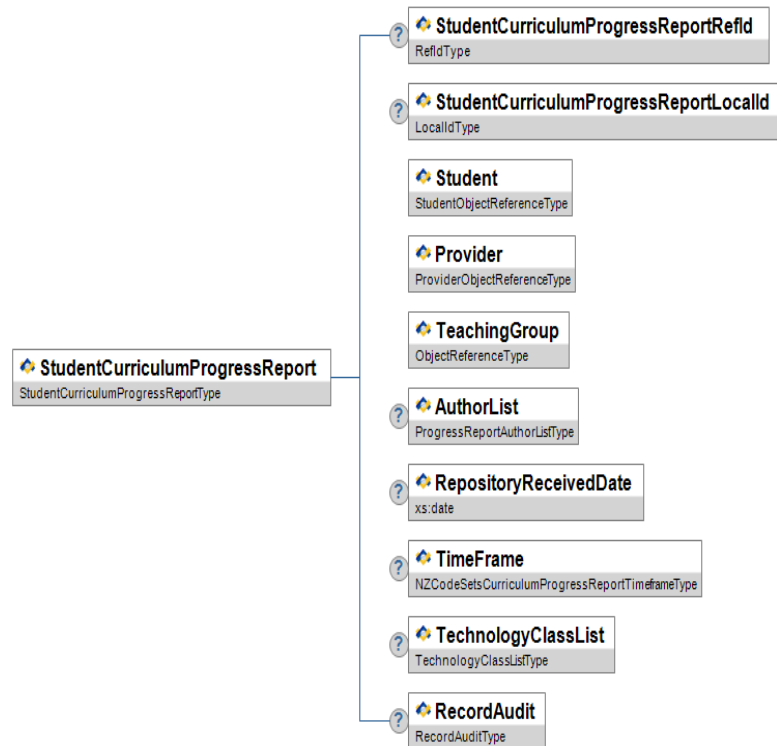 ?
StudentCurriculumProgressReportRefId
RefIdType
?
StudentCurriculumProgressReportLocalId
LocalIdType
Student
StudentObjectReferenceType
Provider
ProviderObjectReferenceType
TeachingGroup
ObjectReferenceType
StudentCurriculumProgressReport
StudentCurriculumProgressReportType
?
AuthorList
ProgressReportAuthorListType
?
RepositoryReceivedDate
xs:date
?
TimeFrame
NZCodeSetsCurriculumProgressReportTimeframeType
?
TechnologyClassList
TechnologyClassListType
?
RecordAudit
RecordAuditType